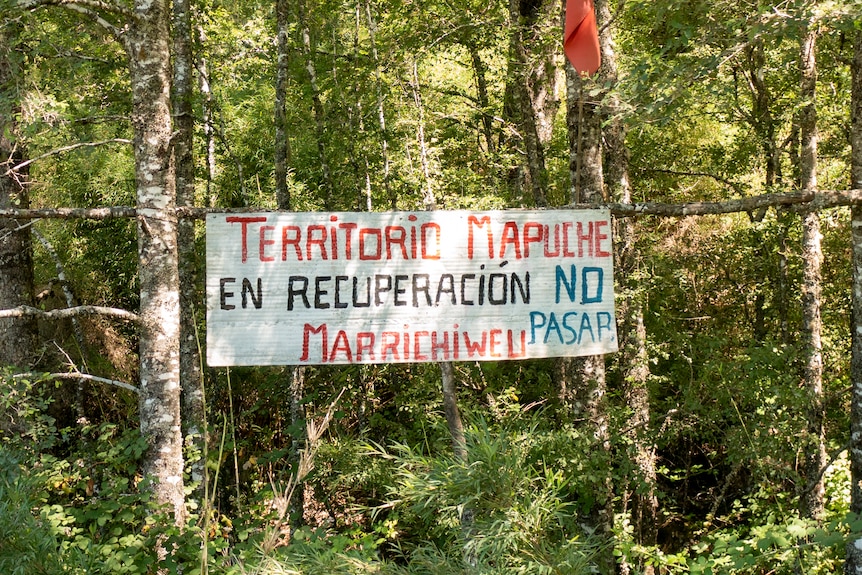 TERRITORIO MAPUCHE
EN RECUPERACIÓN NO PASAR
MARRICHIWEU